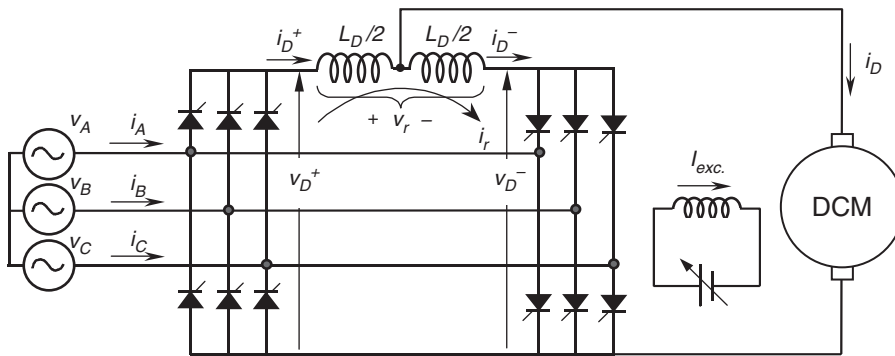 i_D^+ L_D/2 L_D/2 i_D^-
i_D
+ v_r −
i_r
v_A i_A
v_D^+ v_D^-
I_exc.
v_B i_B
DCM
v_C i_C